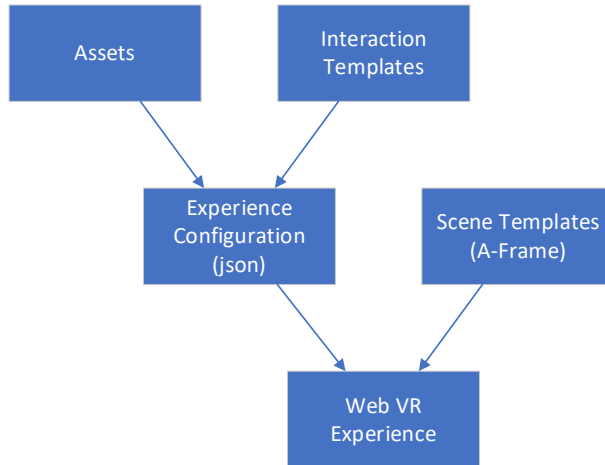 Assets
Interaction
Templates
Experience
Configuration
(json)
Scene Templates
(A-Frame)
Web VR
Experience